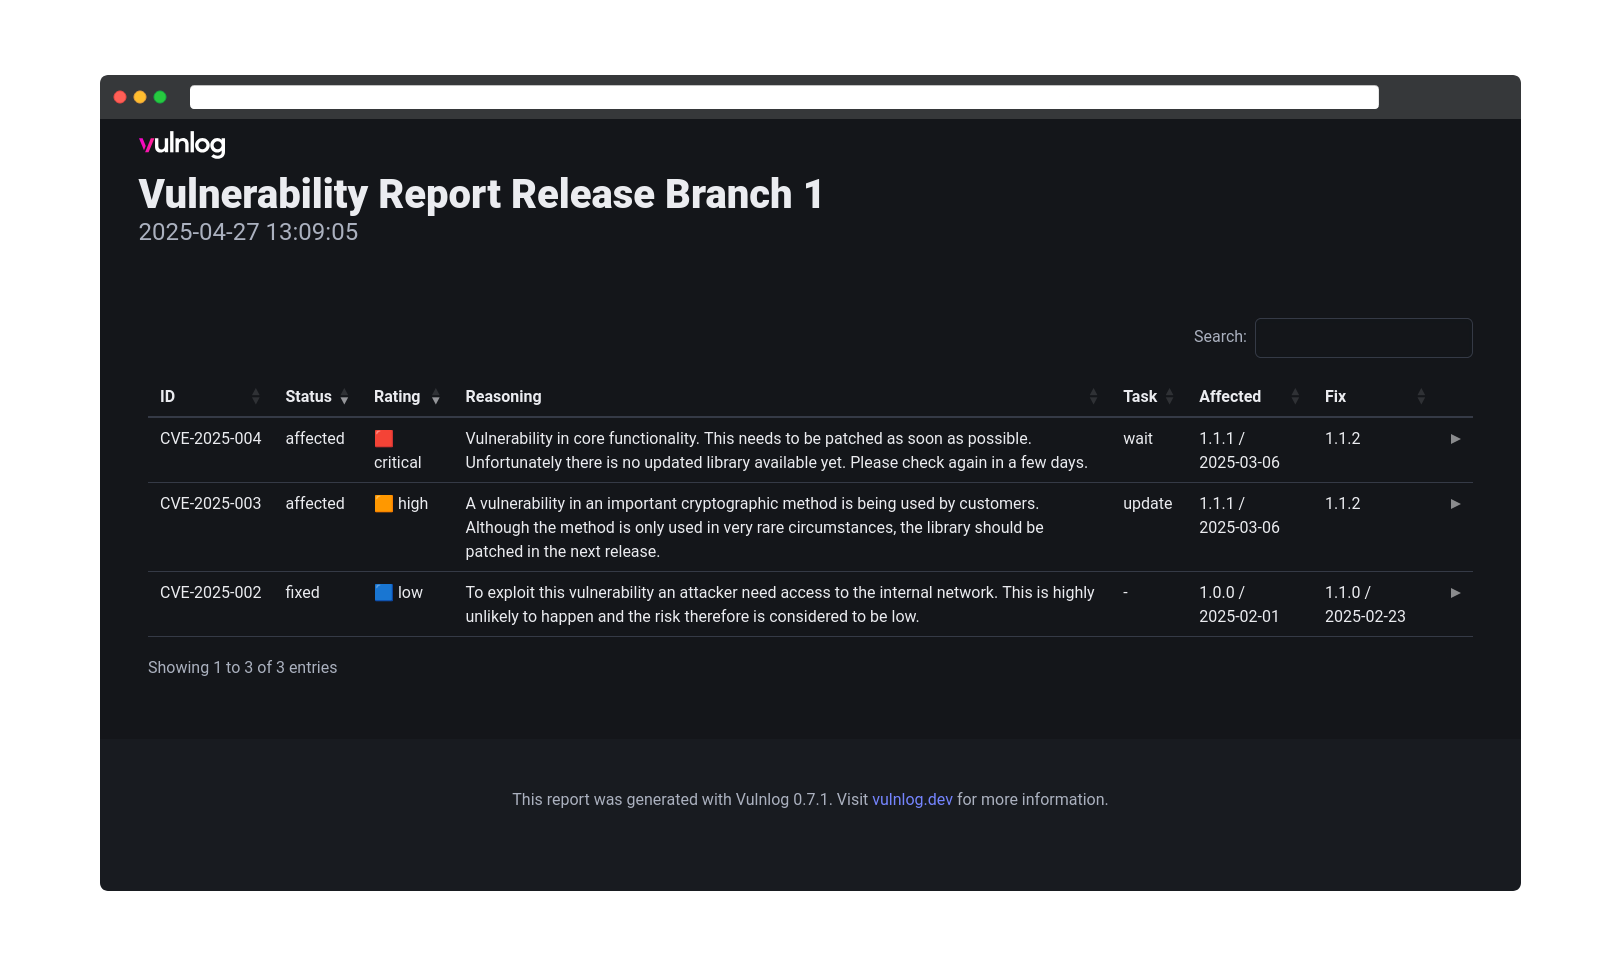 vulnlog
Vulnerability Report Release Branch 1
2025-04-27 13:09:05
Search:
ID Status Rating Reasoning Task Affected Fix
CVE-2025-004 affected Vulnerability in core functionality. This needs to be patched as soon as possible. wait 1.1.1 / 1.1.2
critical Unfortunately there is no updated library available yet. Please check again in a few days. 2025-03-06
CVE-2025-003 affected high A vulnerability in an important cryptographic method is being used by customers. update 1.1.1 / 1.1.2
Although the method is only used in very rare circumstances, the library should be 2025-03-06
patched in the next release.
CVE-2025-002 fixed low To exploit this vulnerability an attacker need access to the internal network. This is highly - 1.0.0 / 1.1.0 /
unlikely to happen and the risk therefore is considered to be low. 2025-02-01 2025-02-23
Showing 1 to 3 of 3 entries
This report was generated with Vulnlog 0.7.1. Visit vulnlog.dev for more information.